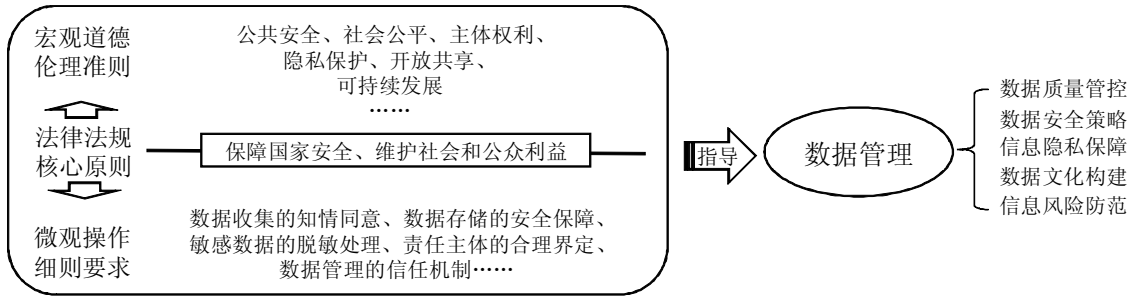 宏观道德
伦理准则
公共安全、社会公平、主体权利、
隐私保护、开放共享、
可持续发展
……
法律法规
核心原则
保障国家安全、维护社会和公众利益
微观操作
细则要求
数据收集的知情同意、数据存储的安全保障、
敏感数据的脱敏处理、责任主体的合理界定、
数据管理的信任机制……
指导
数据管理
数据质量管控
数据安全策略
信息隐私保障
数据文化构建
信息风险防范